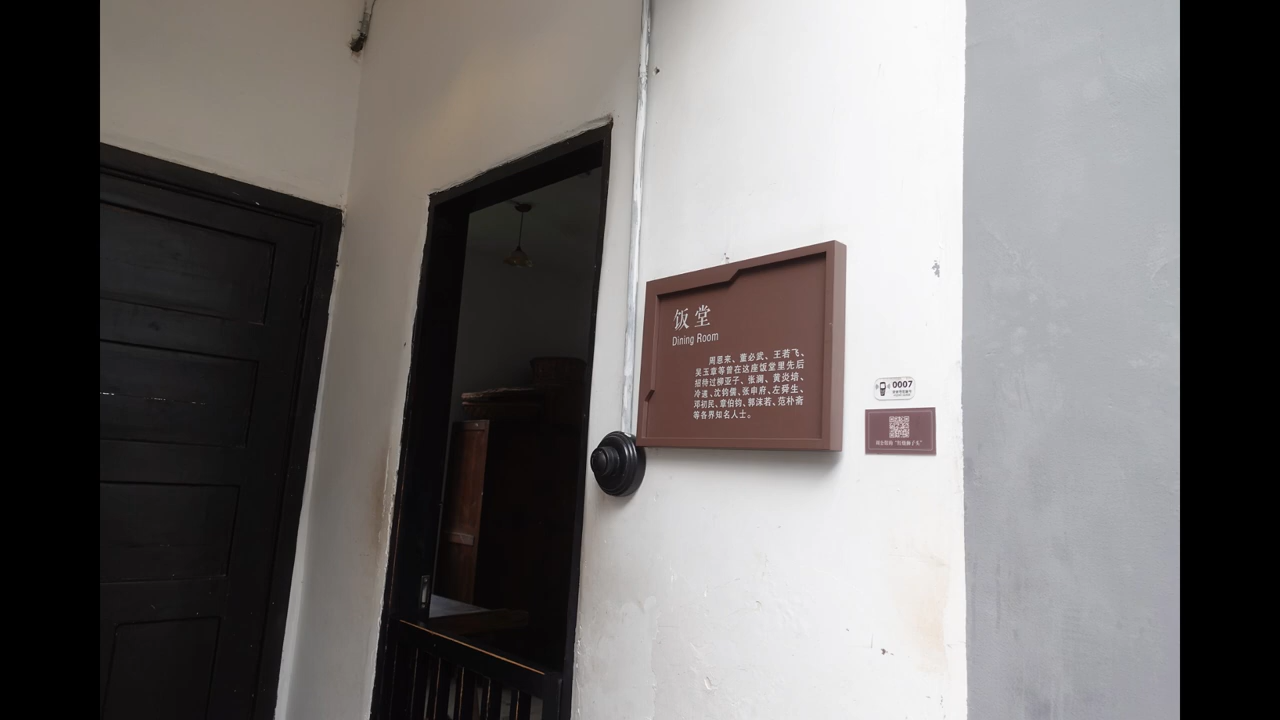 饭堂
Dining Room
周恩来、董必武、王若飞、
吴玉章等曾在这座饭堂里先后
招待过柳亚子、张澜、黄炎培、
冷遹、沈钧儒、张申府、左舜生、
邓初民、章伯钧、郭沫若、范朴斋
等各界知名人士。
0007